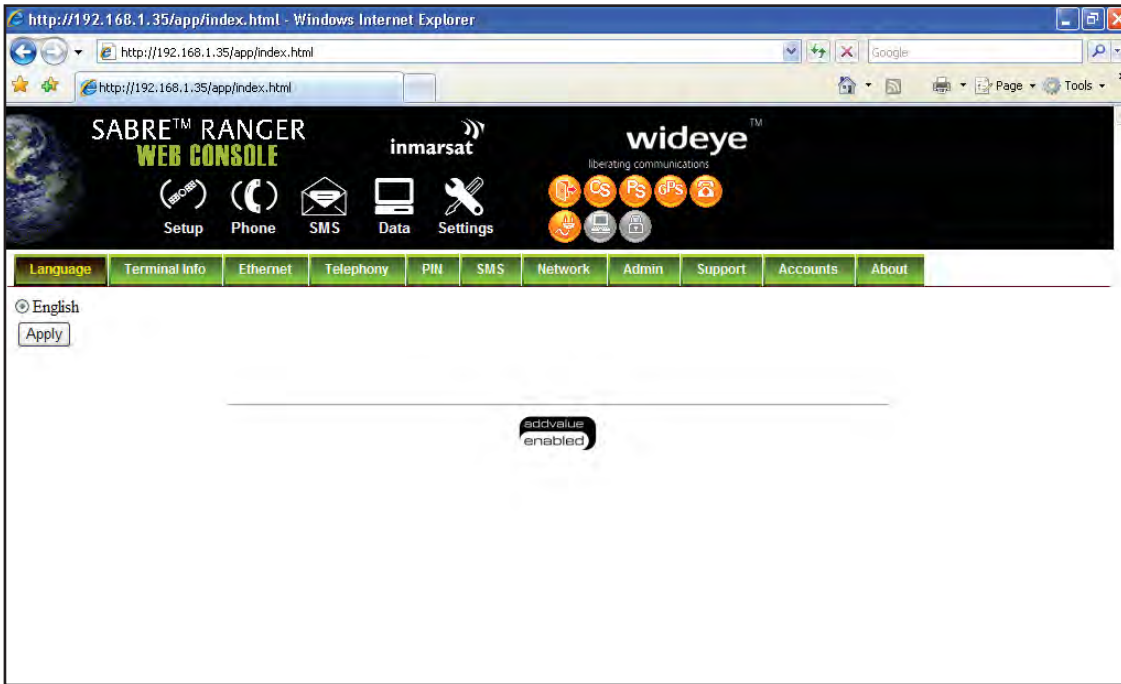 http://192.168.1.35/app/index.html - Windows Internet Explorer
http://192.168.1.35/app/index.html
Google
http://192.168.1.35/app/index.html
Page
Tools
SABRE™ RANGER
WEB CONSOLE
inmarsat
wideye™
liberating communications
CS
PS
GPS
Setup
Phone
SMS
Data
Settings
Language
Terminal Info
Ethernet
Telephony
PIN
SMS
Network
Admin
Support
Accounts
About
English
Apply
addvalue
enabled